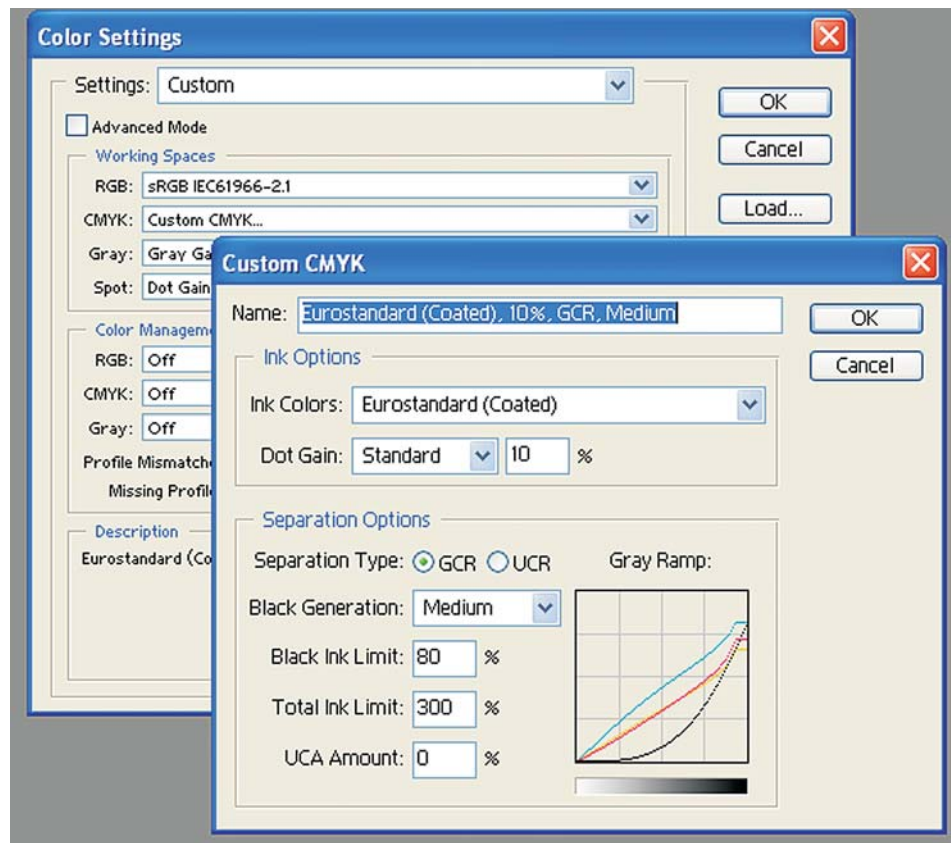 Color Settings
Settings: Custom
OK
Advanced Mode
Cancel
Working Spaces
RGB: sRGB IEC61966-2.1
Load...
CMYK: Custom CMYK...
Gray: Gray Ga
Spot: Dot Gain
Color Manageme
RGB: Off
CMYK: Off
Gray: Off
Profile Mismatche
Missing Profile
Description
Eurostandard (Co
Custom CMYK
Name: Eurostandard (Coated), 10%, GCR, Medium
OK
Cancel
Ink Options
Ink Colors: Eurostandard (Coated)
Dot Gain: Standard 10 %
Separation Options
Separation Type: GCR UCR
Gray Ramp:
Black Generation: Medium
Black Ink Limit: 80 %
Total Ink Limit: 300 %
UCA Amount: 0 %